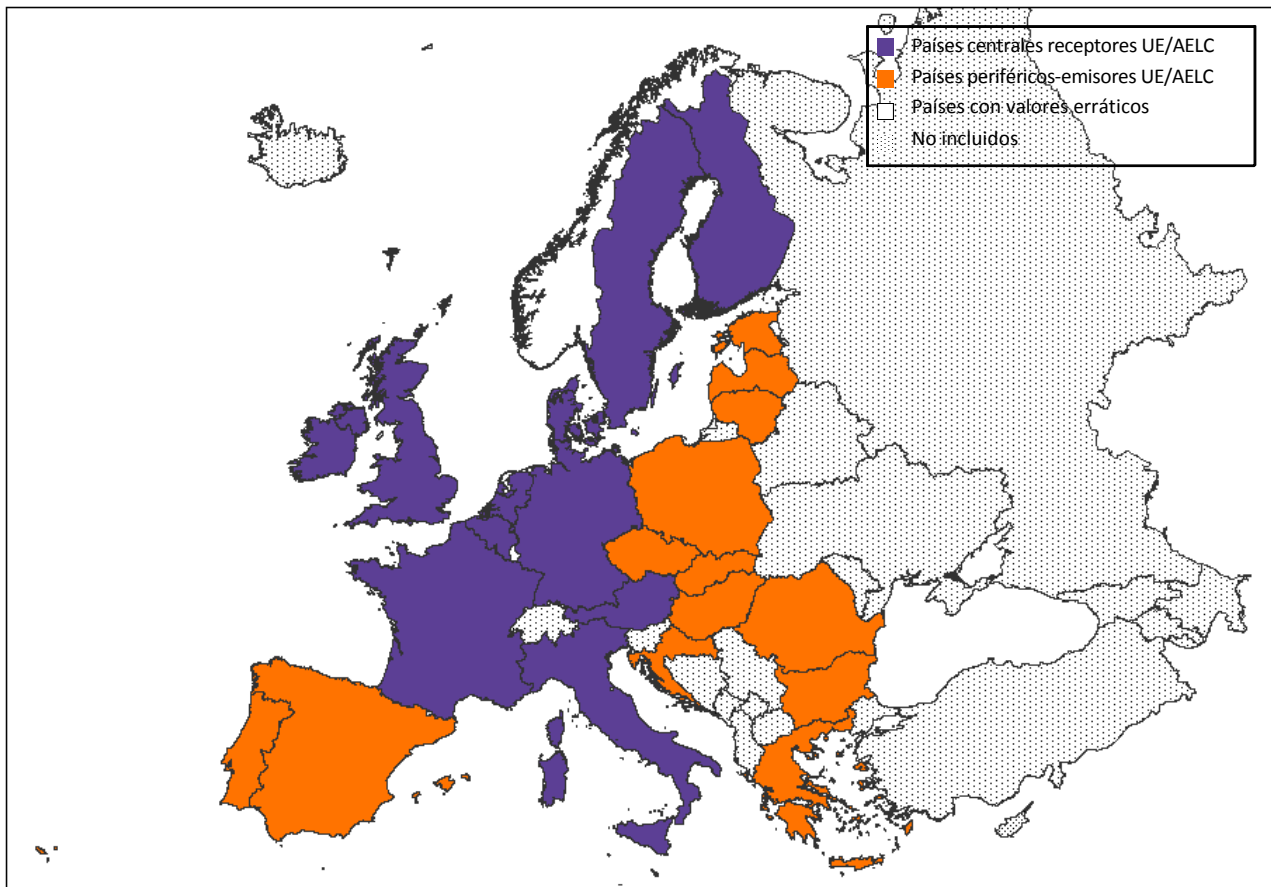 Países centrales receptores UE/AELC
Países periféricos-emisores UE/AELC
Países con valores erráticos
No incluidos